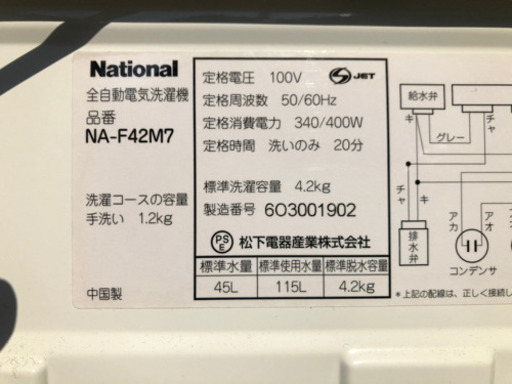 National
全自動電気洗濯機
品番
NA-F42M7
洗濯コースの容量
手洗い 1.2kg
中国製
定格電圧 100V
JET
定格周波数 50/60Hz
定格消費電力 340/400W
定格時間 洗いのみ 20分
標準洗濯容量 4.2kg
製造番号 6O3001902
PSE 松下電器産業株式会社
標準水量 標準使用水量 標準脱水容量
45L 115L 4.2kg
給水弁
キ チャ
グレー
チャ キ
アカ アオ
排水弁
コンデンサ
*上記の配線は、正しく接続し